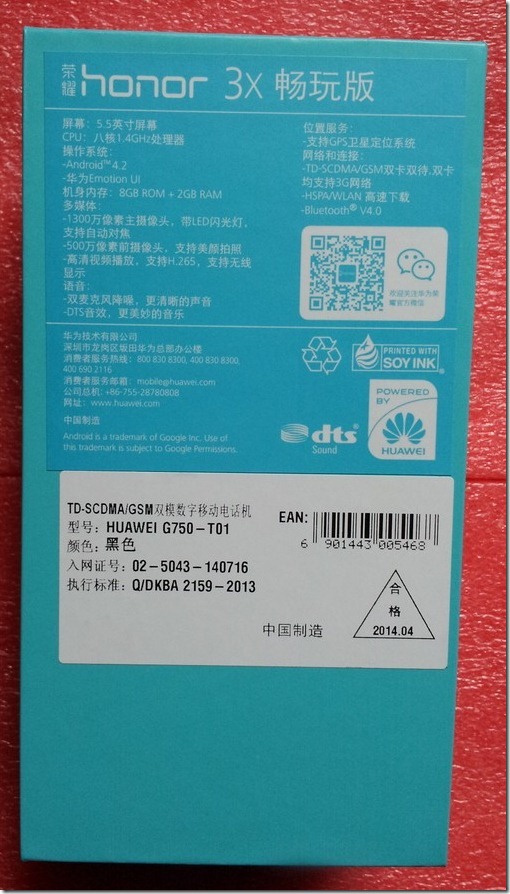 荣耀 honor 3X 畅玩版
屏幕：5.5英寸屏幕
CPU：八核1.4GHz处理器
操作系统：
-Android™4.2
-华为Emotion UI
机身内存：8GB ROM + 2GB RAM
多媒体：
-1300万像素主摄像头，带LED闪光灯，
支持自动对焦
-500万像素前摄像头，支持美颜拍照
-高清视频播放，支持H.265，支持无线
显示
语音：
-双麦克风降噪，更清晰的声音
-DTS音效，更美妙的音乐
位置服务：
-支持GPS卫星定位系统
网络和连接：
-TD-SCDMA/GSM双卡双待，双卡
均支持3G网络
-HSPA/WLAN 高速下载
-Bluetooth® V4.0
欢迎关注华为荣
耀官方微信
华为技术有限公司
深圳市龙岗区坂田华为总部办公楼
消费者服务热线：800 830 8300, 400 830 8300,
400 690 2116
消费者服务邮箱：mobile@huawei.com
公司总机：+86-755-28780808
网址：www.huawei.com
中国制造
Android is a trademark of Google Inc. Use of
this trademark is subject to Google Permissions.
PRINTED WITH
SOY INK
dts
Sound
POWERED
BY
HUAWEI
TD-SCDMA/GSM双模数字移动电话机
型号：HUAWEI G750-T01
颜色：黑色
入网证号：02-5043-140716
执行标准：Q/DKBA 2159-2013
EAN:
6 901443 005468
中国制造
合
格
2014.04